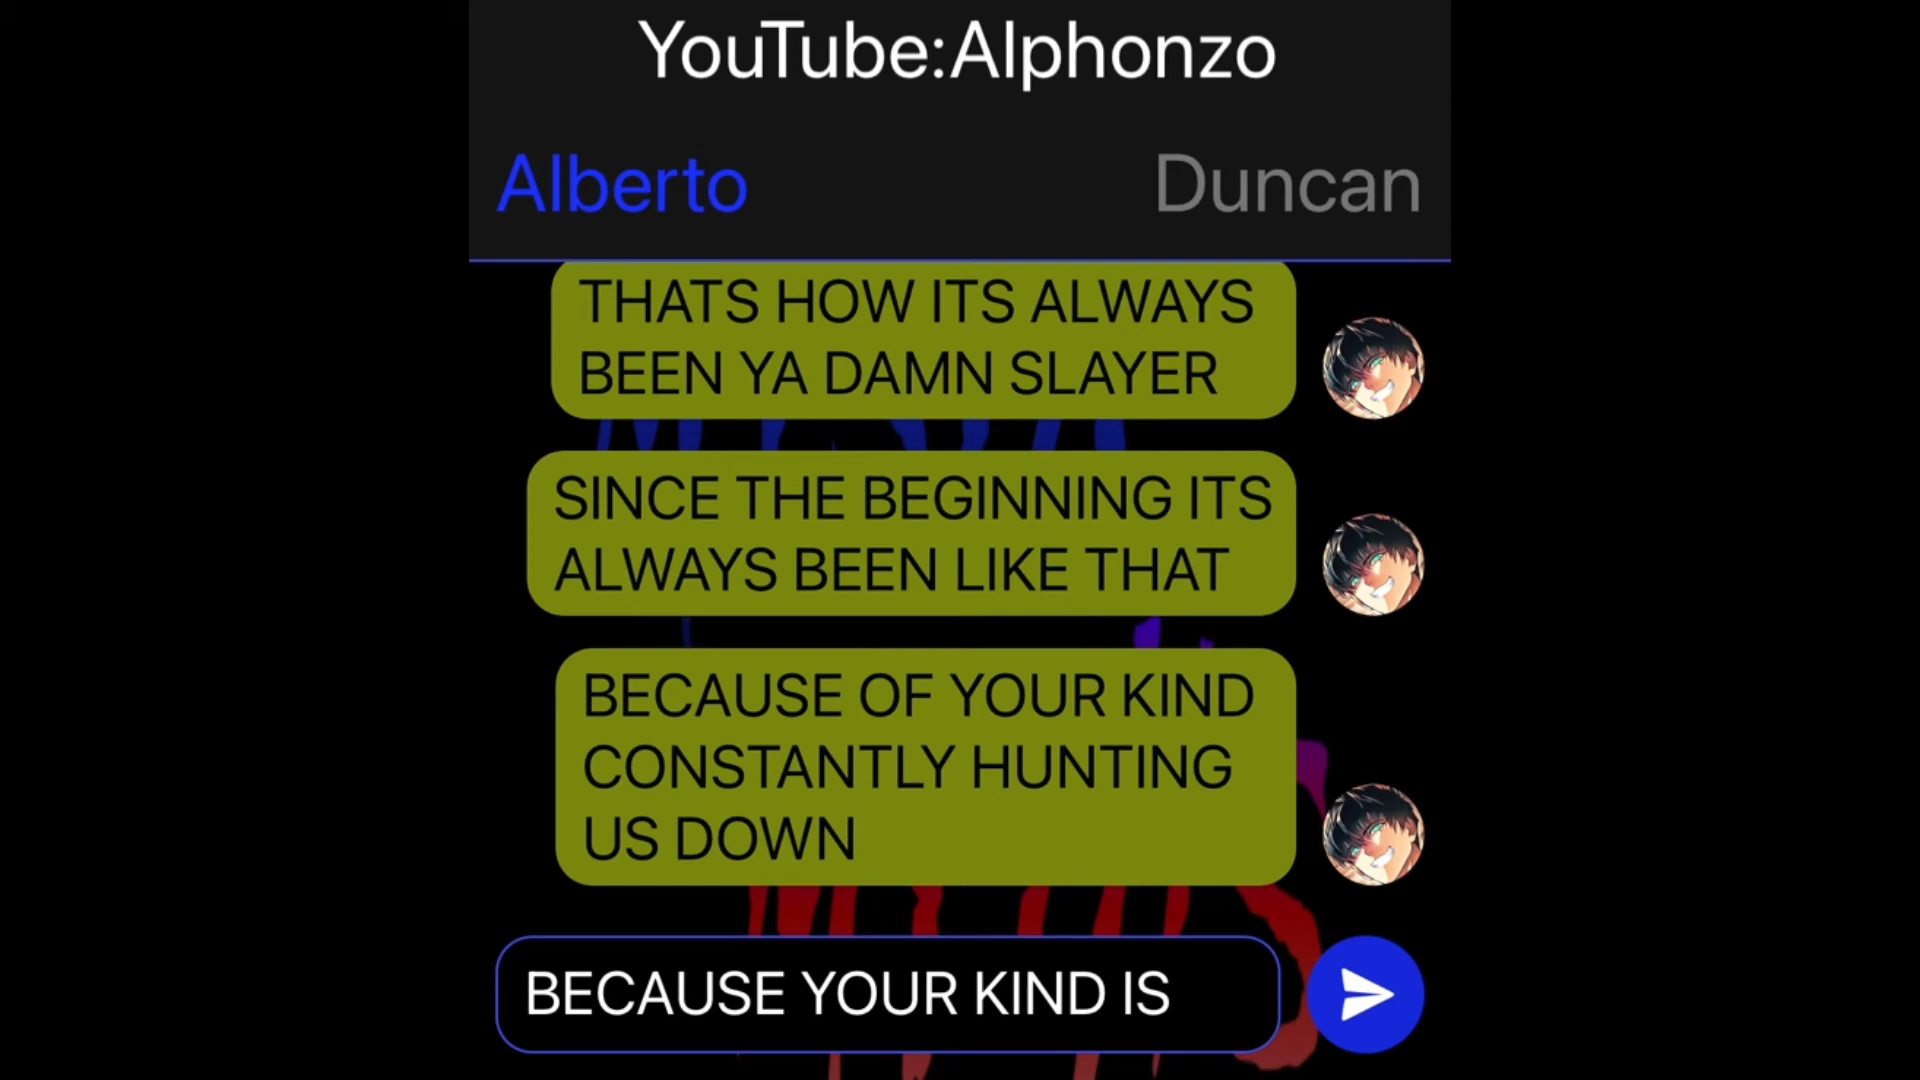 YouTube:Alphonzo
Alberto
Duncan
THATS HOW ITS ALWAYS
BEEN YA DAMN SLAYER
SINCE THE BEGINNING ITS
ALWAYS BEEN LIKE THAT
BECAUSE OF YOUR KIND
CONSTANTLY HUNTING
US DOWN
BECAUSE YOUR KIND IS